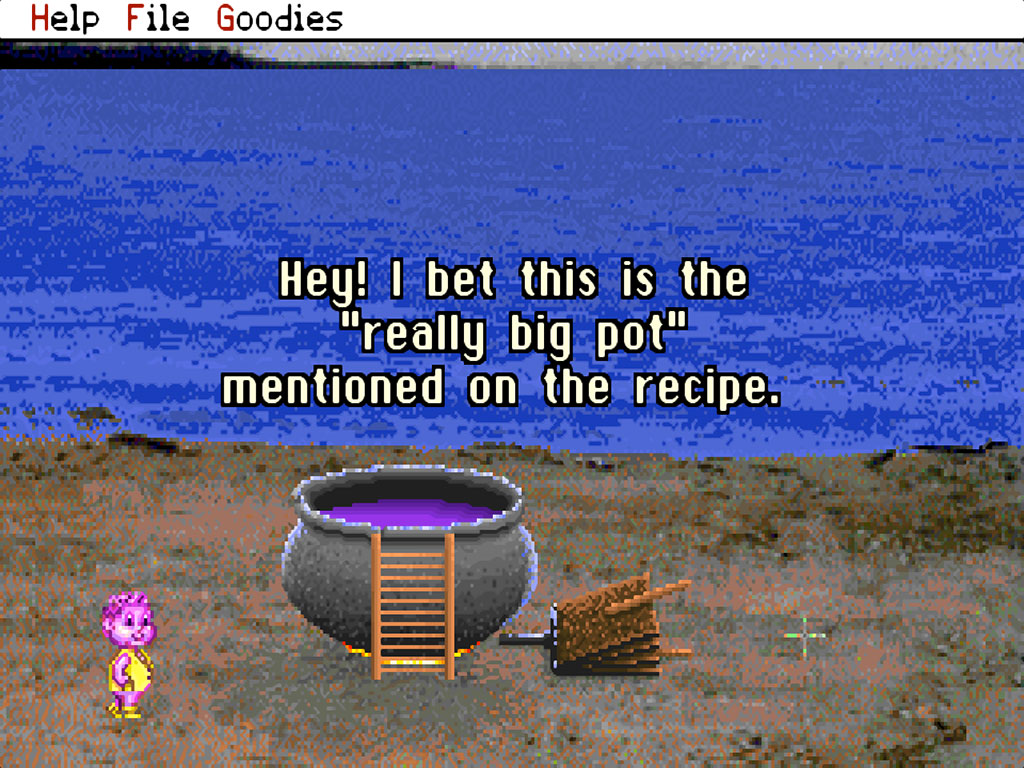 Help File Goodies
Hey! I bet this is the
"really big pot"
mentioned on the recipe.